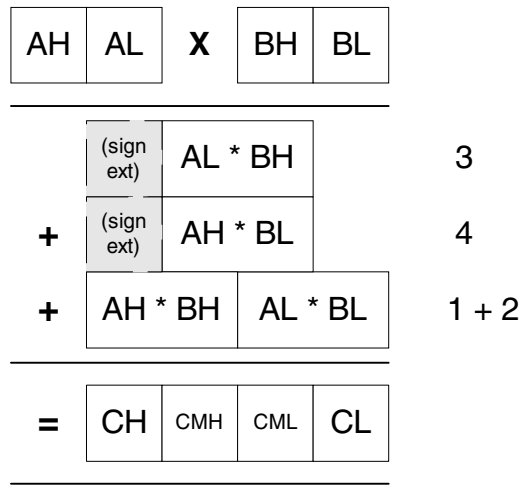 AH AL X BH BL
(sign ext) AL * BH 3
+ (sign ext) AH * BL 4
+ AH * BH AL * BL 1 + 2
= CH CMH CML CL